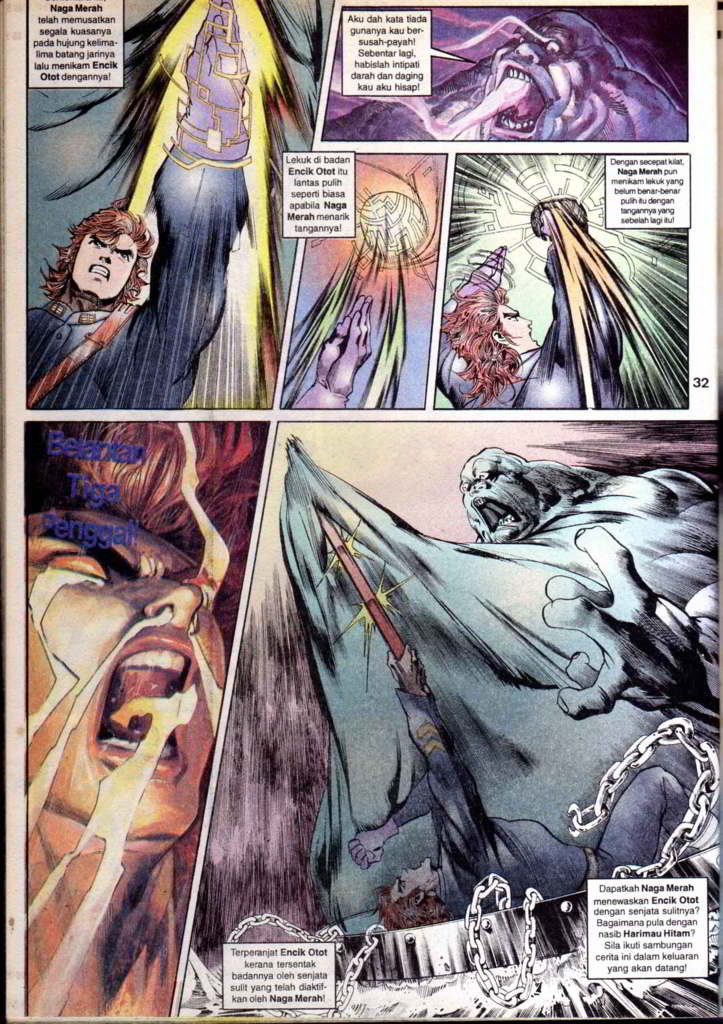 Naga Merah
telah memusatkan
segala kuasanya
pada hujung kelima-
lima batang jarinya
lalu menikam Encik
Otot dengannya!
Aku dah kata tiada
gunanya kau ber-
susah-payah!
Sebentar lagi,
habislah intipati
darah dan daging
kau aku hisap!
Lekuk di badan
Encik Otot itu
lantas pulih
seperti biasa
apabila Naga
Merah menarik
tangannya!
Dengan secepat kilat,
Naga Merah pun
menikam lekuk yang
belum benar-benar
pulih itu dengan
tangannya yang
sebelah lagi itu!
32
Belantan
Tiga
Penggal!
Terperanjat Encik Otot
kerana tersentak
badannya oleh senjata
sulit yang telah diaktif-
kan oleh Naga Merah!
Dapatkah Naga Merah
menewaskan Encik Otot
dengan senjata sulitnya?
Bagaimana pula dengan
nasib Harimau Hitam?
Sila ikuti sambungan
cerita ini dalam keluaran
yang akan datang!